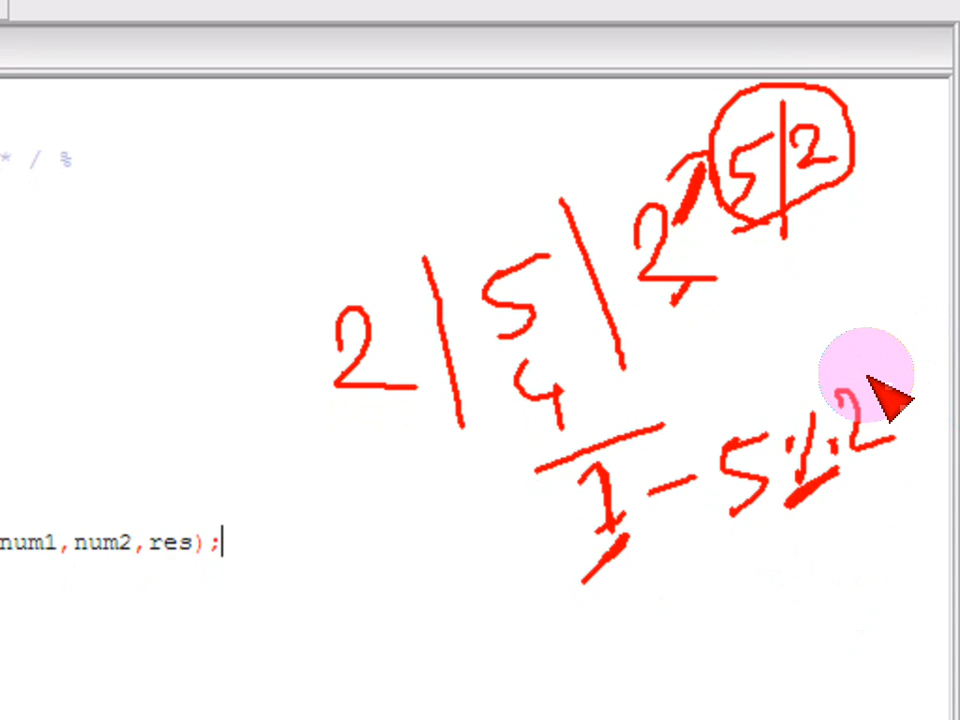 * / %
5|2
2
2 | 5 |
4
1 - 5 % 2
num1,num2,res);